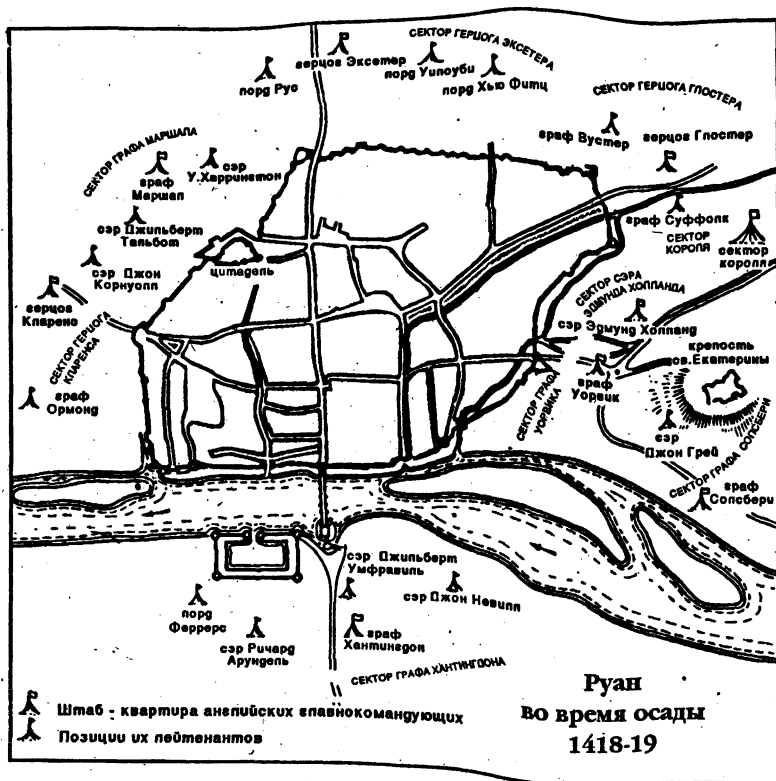 СЕКТОР ГЕРЦОГА ЭКСЕТЕРА
герцог Эксетер
лорд Уилоуби
лорд Рус
лорд Хью Фитц
СЕКТОР ГЕРЦОГА ГЛОСТЕРА
граф Вустер
герцог Глостер
СЕКТОР ГРАФА МАРШАЛА
сэр
У.Харрингтон
граф
Маршал
граф Суффолк
СЕКТОР
КОРОЛЯ
сектор
короля
сэр Джильберт
Тальбот
цитадель
сэр Джон
Корнуолл
герцог
Кларенс
СЕКТОР ГЕРЦОГА
КЛАРЕНСА
СЕКТОР СЭРА
ЭДМУНДА ХОЛЛАНДА
сэр Эдмунд Холланд
крепость
св.Екатерины
граф
Уорвик
СЕКТОР ГРАФА
УОРВИКА
граф
Ормонд
сэр
Джон Грей
СЕКТОР ГРАФА СОЛСБЕРИ
граф
Солсбери
сэр Джильберт
Умфравиль
сэр Джон Невилл
лорд
Феррерс
сэр Ричард
Арундель
граф
Хантингдон
СЕКТОР ГРАФА ХАНТИНГДОНА
Штаб - квартира английских главнокомандующих
Позиции их лейтенантов
Руан
во время осады
1418-19